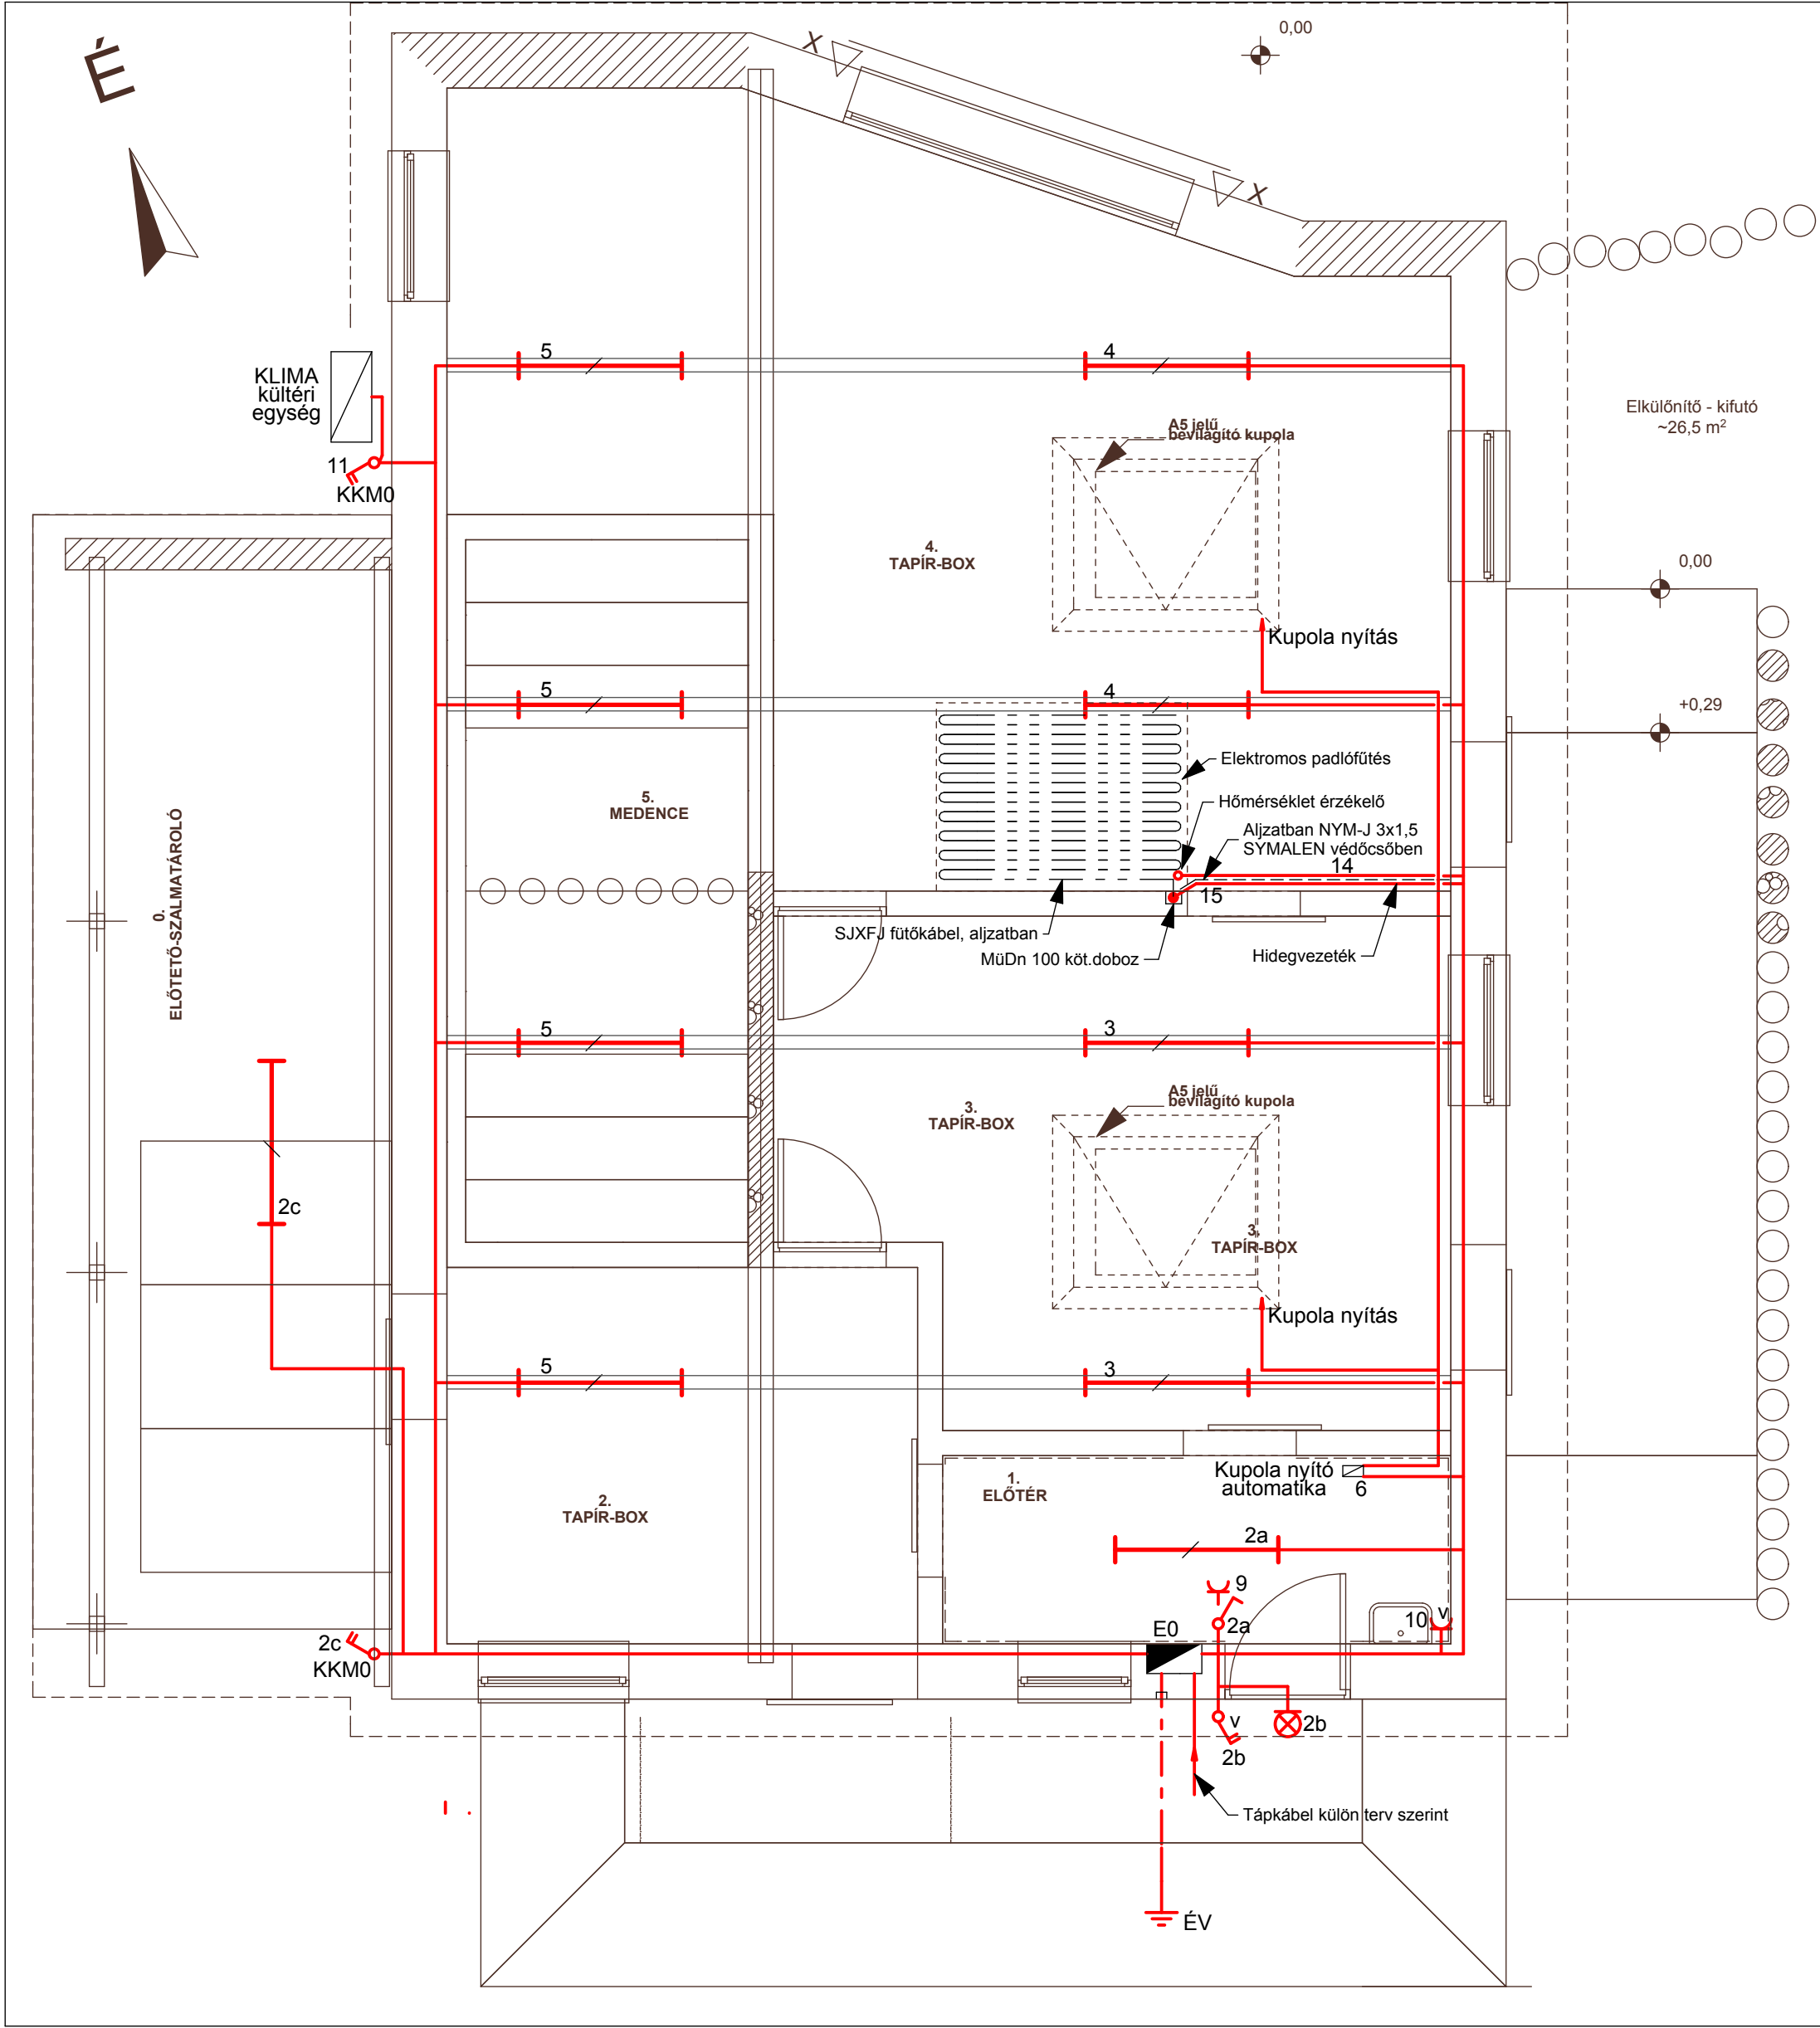 É
0,00
X
X
5
4
KLIMA
kültéri
egység
Elkülőnítő - kifutó
~26,5 m²
A5 jelű
bevilágító kupola
11
KKM0
4.
TAPÍR-BOX
0,00
Kupola nyitás
5
4
+0,29
Elektromos padlófűtés
5.
MEDENCE
Hőmérséklet érzékelő
Aljzatban NYM-J 3x1,5
SYMALEN védőcsőben
14
15
0.
ELŐTETŐ-SZALMATÁROLÓ
SJXFJ fütőkábel, aljzatban
MüDn 100 köt.doboz
Hidegvezeték
5
3
A5 jelű
bevilágító kupola
3.
TAPÍR-BOX
2c
3.
TAPÍR-BOX
Kupola nyítás
5
3
Kupola nyító
automatika
6
1.
ELŐTÉR
2.
TAPÍR-BOX
2a
9
2a
10
v
E0
2c
KKM0
v
2b
2b
Tápkábel külön terv szerint
ÉV